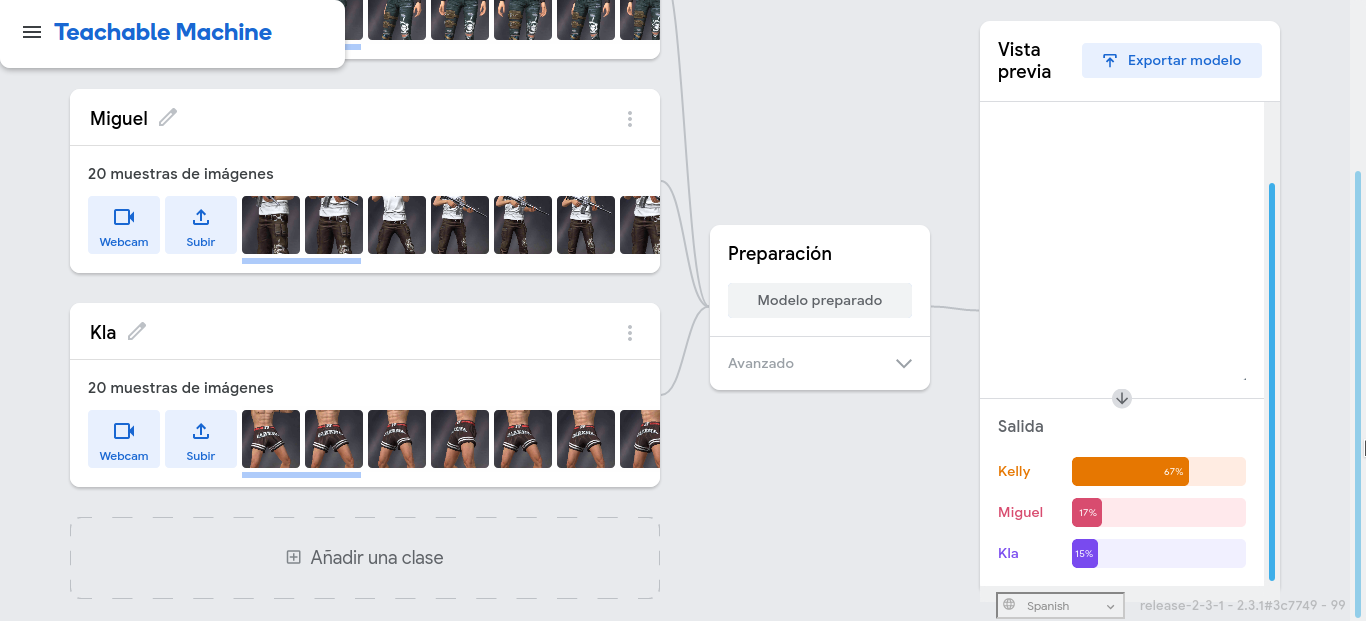 Teachable Machine
Miguel
20 muestras de imágenes
Webcam
Subir
Kla
20 muestras de imágenes
Webcam
Subir
Añadir una clase
Preparación
Modelo preparado
Avanzado
Vista
previa
Exportar modelo
Salida
Kelly
67%
Miguel
17%
Kla
15%
Spanish
release-2-3-1 - 2.3.1#3c7749 - 99